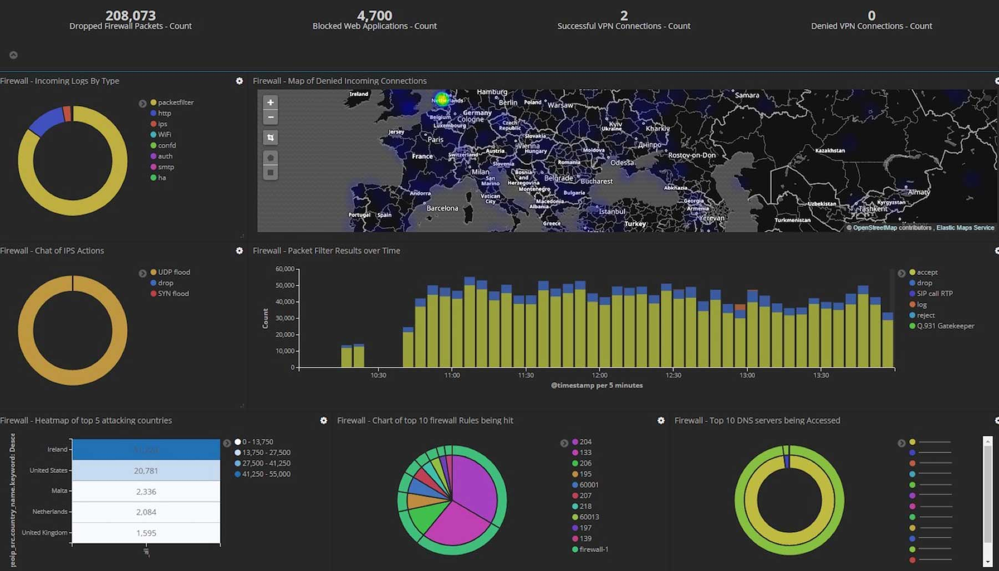 208,073
Dropped Firewall Packets - Count
4,700
Blocked Web Applications - Count
2
Successful VPN Connections - Count
0
Denied VPN Connections - Count
Firewall - Incoming Logs By Type
packetfilter
http
ips
WiFi
confd
auth
smtp
ha
Firewall - Map of Denied Incoming Connections
+
−
Ireland
The
Netherlands
Hamburg
Berlin
Poland
Warsaw
Samara
Belgium
Germany
Cologne
Luxembourg
Czech
Republic
Kyiv
Ukraine
Kharkiv
Jersey
Paris
Slovakia
Vienna
Дніпро
Switzerland
Austria
Hungary
Moldova
Rostov-on-Don
Kazakhstan
France
Slovenia
Romania
Odessa
Milan
San
Marino
Bosnia
and
Herzegovina
Belgrade
Bucharest
Montenegro
Abkhazia
Andorra
Vatican
City
Bulgaria
Almaty
Macedonia
Albania
Georgia
Armenia
Uzbekistan
Kyrgyzstan
Tashkent
Barcelona
Portugal
Spain
Istanbul
Yerevan
Greece
Turkey
Turkmenistan
© OpenStreetMap contributors , Elastic Maps Service
Firewall - Chat of IPS Actions
UDP flood
drop
SYN flood
Firewall - Packet Filter Results over Time
60,000
50,000
40,000
30,000
20,000
10,000
0
Count
10:30
11:00
11:30
12:00
12:30
13:00
13:30
@timestamp per 5 minutes
accept
drop
SIP call RTP
log
reject
Q.931 Gatekeeper
Firewall - Heatmap of top 5 attacking countries
geoip_src.country_name.keyword: Desce
Ireland
United States
20,781
Malta
2,336
Netherlands
2,084
United Kingdom
1,595
0 - 13,750
13,750 - 27,500
27,500 - 41,250
41,250 - 55,000
Firewall - Chart of top 10 firewall Rules being hit
204
133
206
195
60001
207
218
60013
197
139
firewall-1
Firewall - Top 10 DNS servers being Accessed